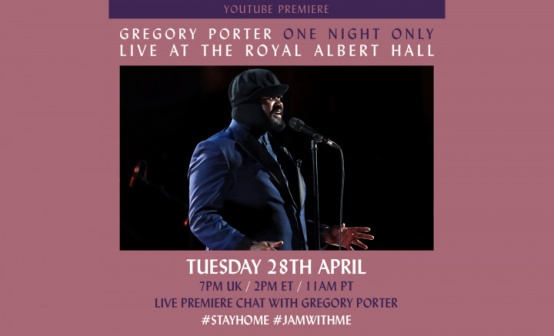 YOUTUBE PREMIERE
GREGORY PORTER ONE NIGHT ONLY
LIVE AT THE ROYAL ALBERT HALL
TUESDAY 28TH APRIL
7PM UK / 2PM ET / 11AM PT
LIVE PREMIERE CHAT WITH GREGORY PORTER
#STAYHOME #JAMWITHME